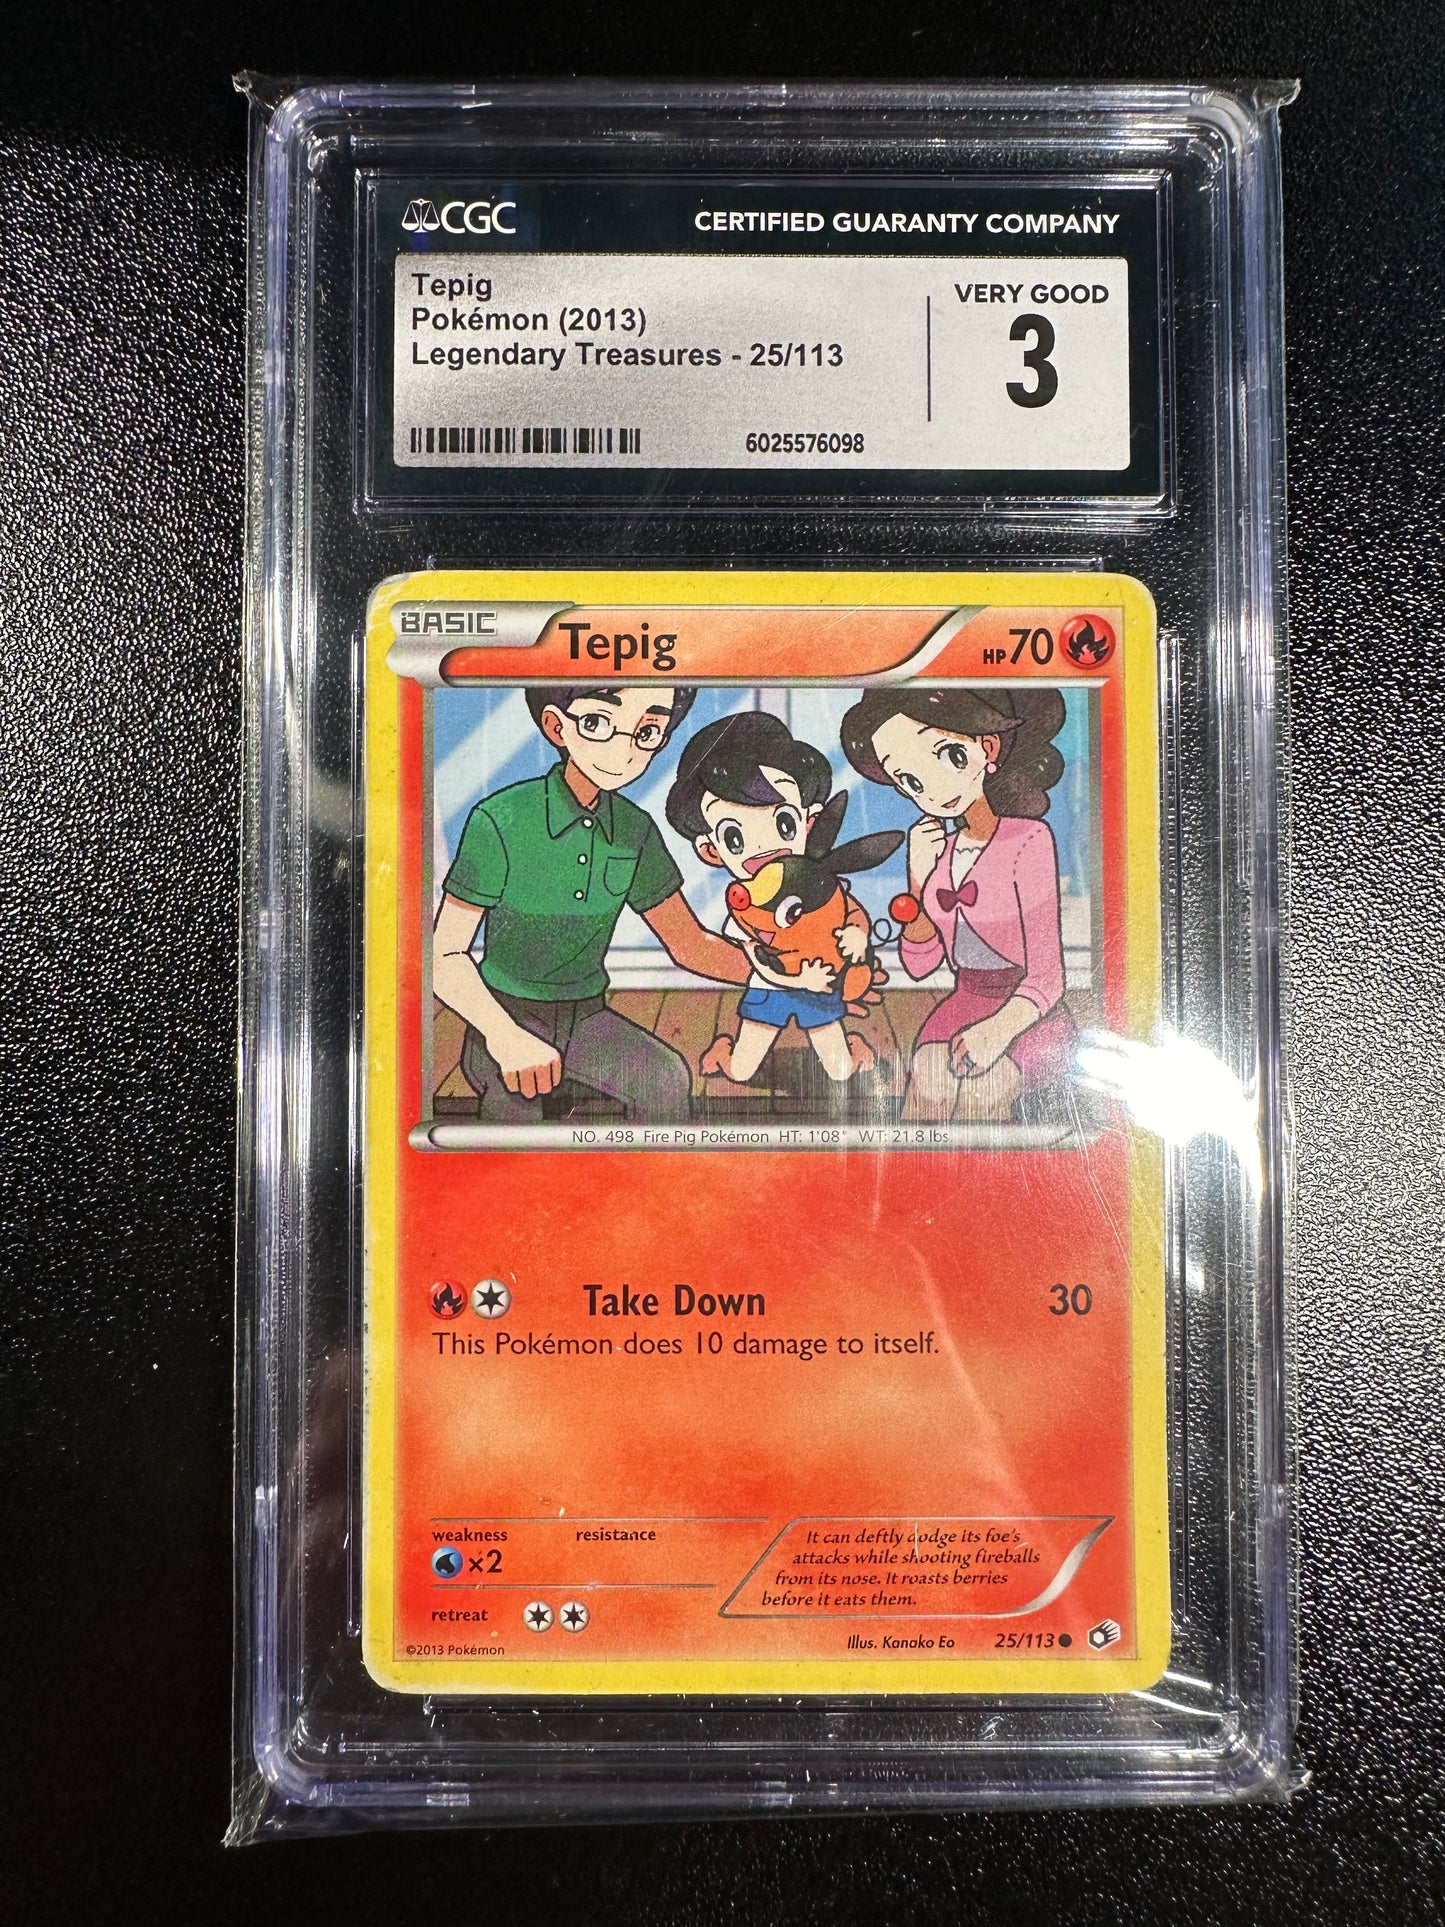 CGC
CERTIFIED GUARANTY COMPANY
Tepig
Pokémon (2013)
Legendary Treasures - 25/113
VERY GOOD
3
6025576098
BASIC
Tepig
HP70
NO. 498 Fire Pig Pokémon HT: 1'08" WT: 21.8 lbs.
Take Down 30
This Pokémon does 10 damage to itself.
weakness
resistance
×2
It can deftly dodge its foe's
attacks while shooting fireballs
from its nose. It roasts berries
before it eats them.
retreat
Illus. Kanako Eo 25/113
©2013 Pokémon